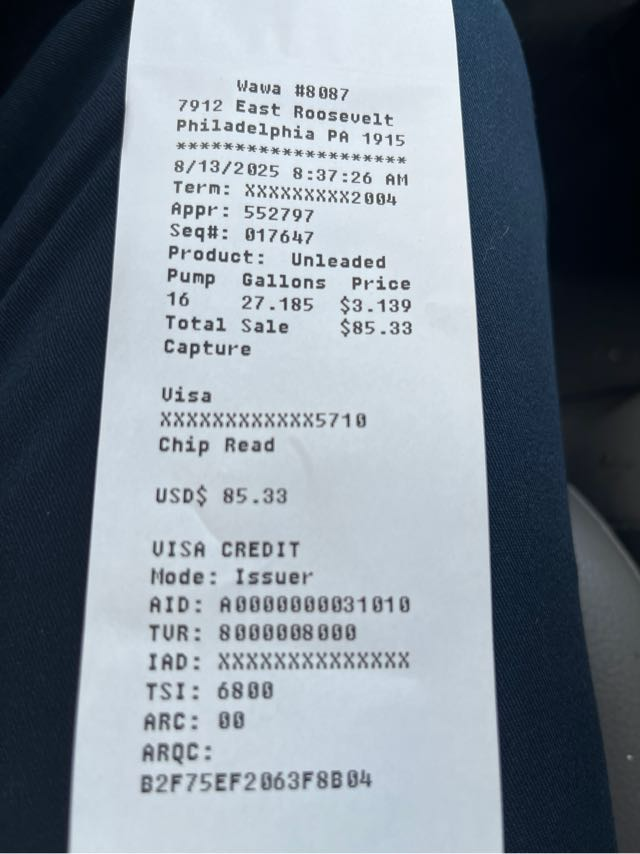 Wawa #8087
7912 East Roosevelt
Philadelphia PA 1915
********************
8/13/2025 8:37:26 AM
Term: XXXXXXXXX2004
Appr: 552797
Seq#: 017647
Product: Unleaded
Pump Gallons Price
16 27.185 $3.139
Total Sale $85.33
Capture
Visa
XXXXXXXXXXXX5710
Chip Read
USD$ 85.33
VISA CREDIT
Mode: Issuer
AID: A0000000031010
TVR: 8000008000
IAD: XXXXXXXXXXXXXX
TSI: 6800
ARC: 00
ARQC:
B2F75EF2063F8B04